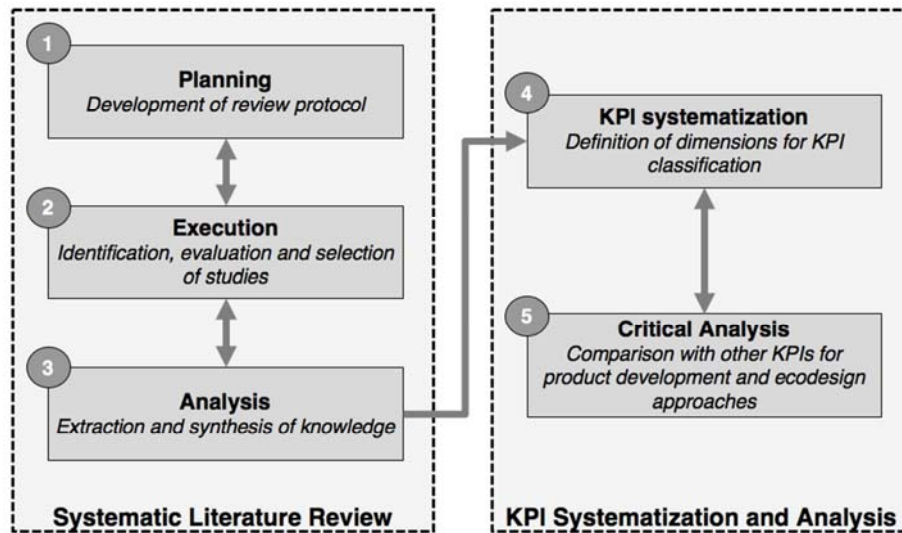 1
Planning
Development of review protocol
2
Execution
Identification, evaluation and selection
of studies
3
Analysis
Extraction and synthesis of knowledge
Systematic Literature Review
4
KPI systematization
Definition of dimensions for KPI
classification
5
Critical Analysis
Comparison with other KPIs for
product development and ecodesign
approaches
KPI Systematization and Analysis